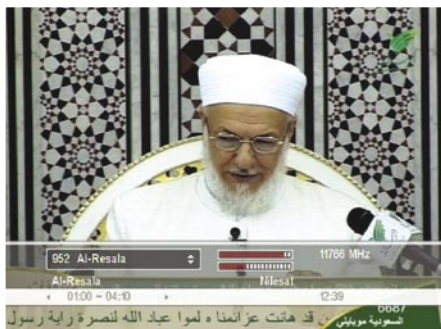 952 Al-Resala 11766 MHz
Al-Resala Nilesat
01:00 ~ 04:10 12:39
6687
السعودية موبايلي
ن قد هانت عزائمنا ه لموا عباد الله لنصرة راية رسول